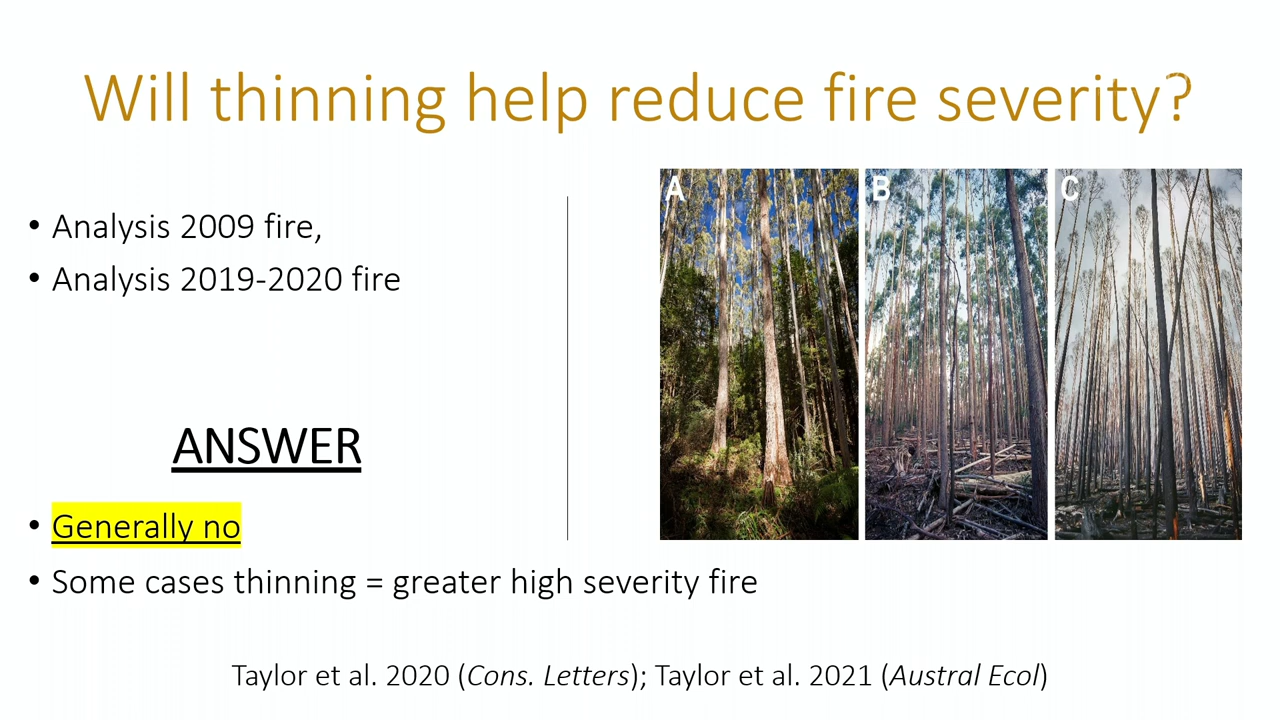 Will thinning help reduce fire severity?
• Analysis 2009 fire,
• Analysis 2019-2020 fire
A B C
ANSWER
• Generally no
• Some cases thinning = greater high severity fire
Taylor et al. 2020 (Cons. Letters); Taylor et al. 2021 (Austral Ecol)